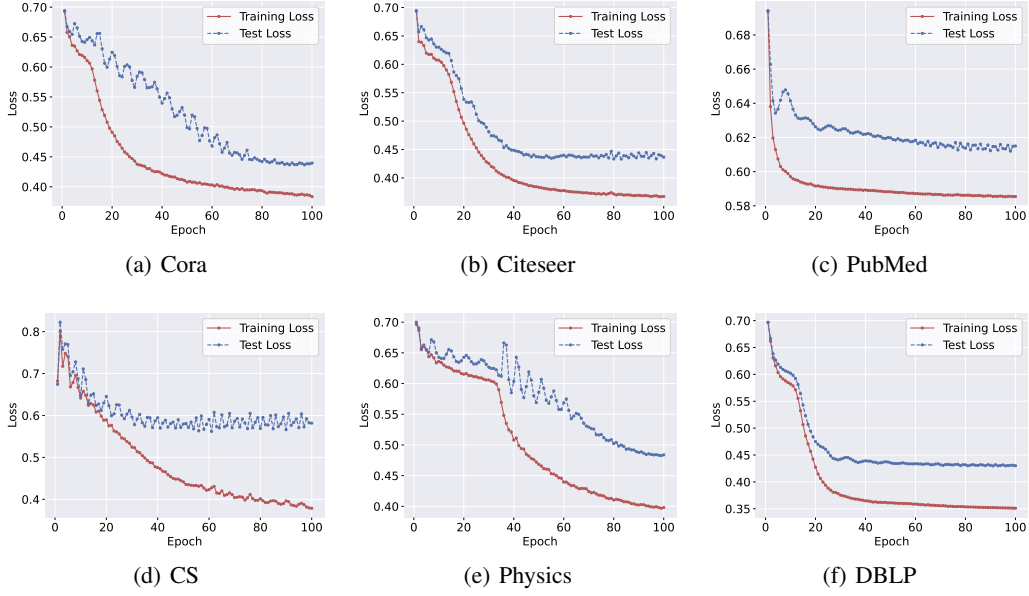 0.70
0.65
0.60
0.55
0.50
0.45
0.40
Loss
0 20 40 60 80 100
Epoch
Training Loss
Test Loss
(a) Cora
0.70
0.65
0.60
0.55
0.50
0.45
0.40
0.35
Loss
0 20 40 60 80 100
Epoch
Training Loss
Test Loss
(b) Citeseer
0.68
0.66
0.64
0.62
0.60
0.58
Loss
0 20 40 60 80 100
Epoch
Training Loss
Test Loss
(c) PubMed
0.8
0.7
0.6
0.5
0.4
Loss
0 20 40 60 80 100
Epoch
Training Loss
Test Loss
(d) CS
0.70
0.65
0.60
0.55
0.50
0.45
0.40
Loss
0 20 40 60 80 100
Epoch
Training Loss
Test Loss
(e) Physics
0.70
0.65
0.60
0.55
0.50
0.45
0.40
0.35
Loss
0 20 40 60 80 100
Epoch
Training Loss
Test Loss
(f) DBLP